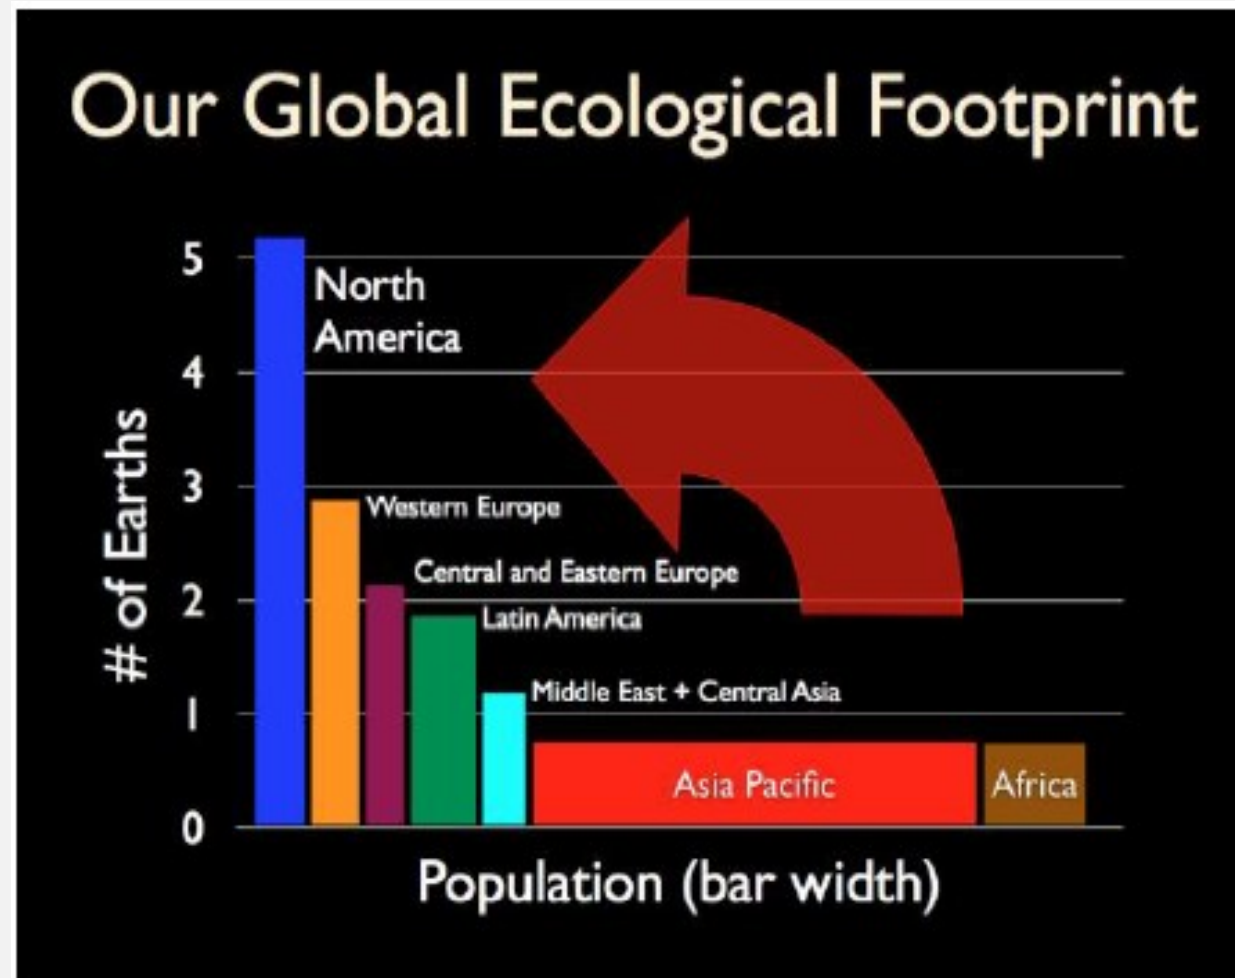 Our Global Ecological Footprint
5
North
America
4
3
Western Europe
Central and Eastern Europe
2
Latin America
Middle East + Central Asia
1
Asia Pacific
Africa
0
# of Earths
Population (bar width)